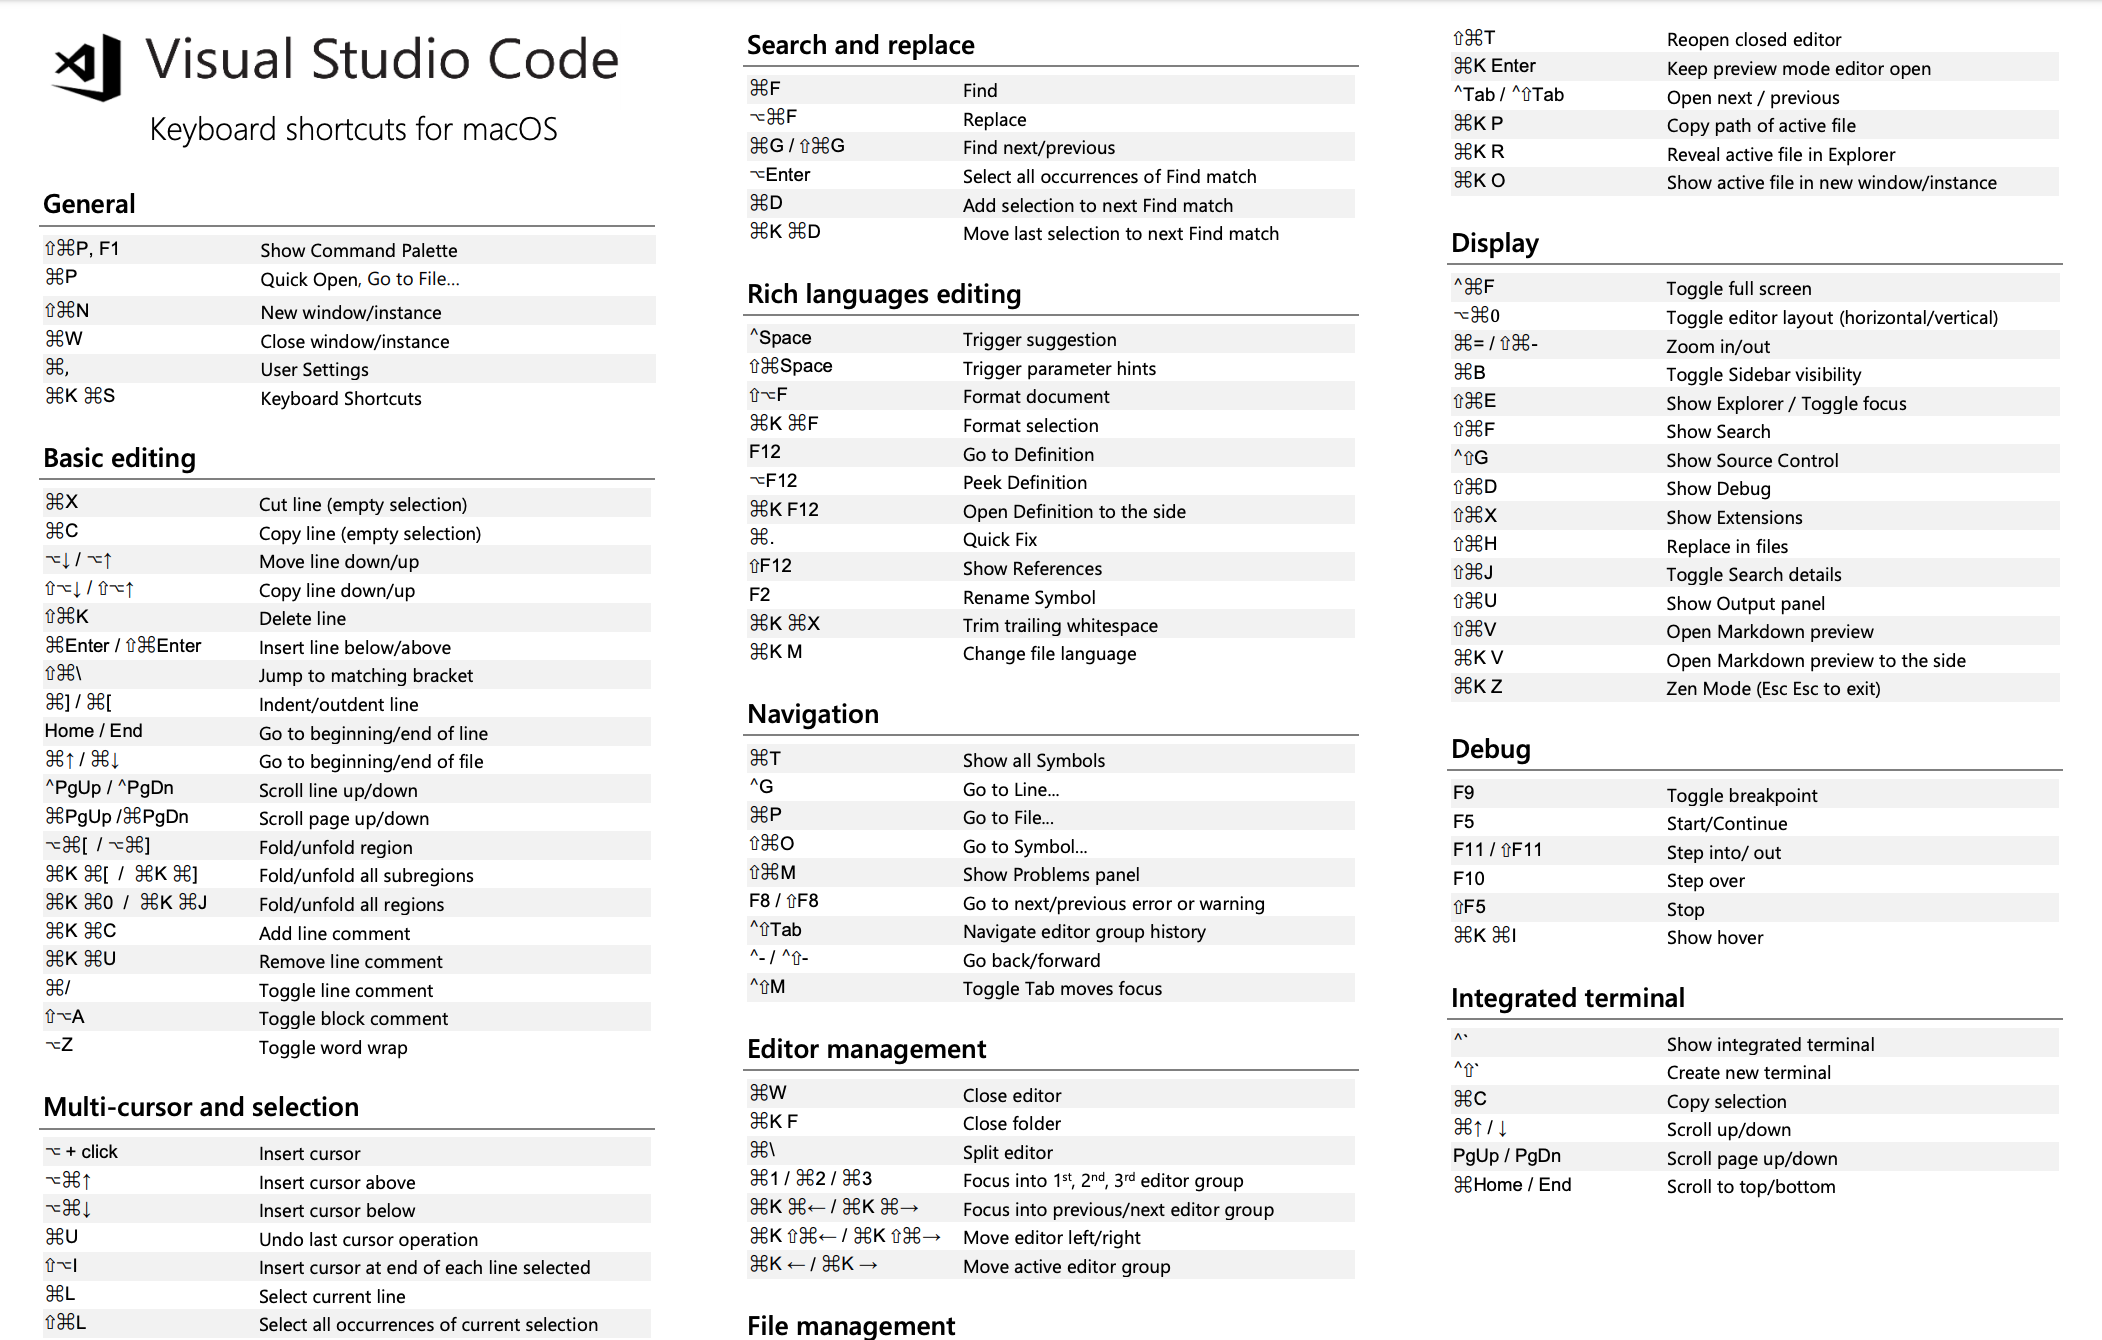 Visual Studio Code
Keyboard shortcuts for macOS
General
⇧⌘P, F1 Show Command Palette
⌘P Quick Open, Go to File...
⇧⌘N New window/instance
⌘W Close window/instance
⌘, User Settings
⌘K ⌘S Keyboard Shortcuts
Basic editing
⌘X Cut line (empty selection)
⌘C Copy line (empty selection)
⌥↓ / ⌥↑ Move line down/up
⇧⌥↓ / ⇧⌥↑ Copy line down/up
⇧⌘K Delete line
⌘Enter / ⇧⌘Enter Insert line below/above
⇧⌘\ Jump to matching bracket
⌘] / ⌘[ Indent/outdent line
Home / End Go to beginning/end of line
⌘↑ / ⌘↓ Go to beginning/end of file
^PgUp / ^PgDn Scroll line up/down
⌘PgUp /⌘PgDn Scroll page up/down
⌥⌘[ / ⌥⌘] Fold/unfold region
⌘K ⌘[ / ⌘K ⌘] Fold/unfold all subregions
⌘K ⌘0 / ⌘K ⌘J Fold/unfold all regions
⌘K ⌘C Add line comment
⌘K ⌘U Remove line comment
⌘/ Toggle line comment
⇧⌥A Toggle block comment
⌥Z Toggle word wrap
Multi-cursor and selection
⌥ + click Insert cursor
⌥⌘↑ Insert cursor above
⌥⌘↓ Insert cursor below
⌘U Undo last cursor operation
⇧⌥I Insert cursor at end of each line selected
⌘L Select current line
⇧⌘L Select all occurrences of current selection
Search and replace
⌘F Find
⌥⌘F Replace
⌘G / ⇧⌘G Find next/previous
⌥Enter Select all occurrences of Find match
⌘D Add selection to next Find match
⌘K ⌘D Move last selection to next Find match
Rich languages editing
^Space Trigger suggestion
⇧⌘Space Trigger parameter hints
⇧⌥F Format document
⌘K ⌘F Format selection
F12 Go to Definition
⌥F12 Peek Definition
⌘K F12 Open Definition to the side
⌘. Quick Fix
⇧F12 Show References
F2 Rename Symbol
⌘K ⌘X Trim trailing whitespace
⌘K M Change file language
Navigation
⌘T Show all Symbols
^G Go to Line...
⌘P Go to File...
⇧⌘O Go to Symbol...
⇧⌘M Show Problems panel
F8 / ⇧F8 Go to next/previous error or warning
^⇧Tab Navigate editor group history
^- / ^⇧- Go back/forward
^⇧M Toggle Tab moves focus
Editor management
⌘W Close editor
⌘K F Close folder
⌘\ Split editor
⌘1 / ⌘2 / ⌘3 Focus into 1st, 2nd, 3rd editor group
⌘K ⌘← / ⌘K ⌘→ Focus into previous/next editor group
⌘K ⇧⌘← / ⌘K ⇧⌘→ Move editor left/right
⌘K ← / ⌘K → Move active editor group
File management
⇧⌘T Reopen closed editor
⌘K Enter Keep preview mode editor open
^Tab / ^⇧Tab Open next / previous
⌘K P Copy path of active file
⌘K R Reveal active file in Explorer
⌘K O Show active file in new window/instance
Display
^⌘F Toggle full screen
⌥⌘0 Toggle editor layout (horizontal/vertical)
⌘= / ⇧⌘- Zoom in/out
⌘B Toggle Sidebar visibility
⇧⌘E Show Explorer / Toggle focus
⇧⌘F Show Search
^⇧G Show Source Control
⇧⌘D Show Debug
⇧⌘X Show Extensions
⇧⌘H Replace in files
⇧⌘J Toggle Search details
⇧⌘U Show Output panel
⇧⌘V Open Markdown preview
⌘K V Open Markdown preview to the side
⌘K Z Zen Mode (Esc Esc to exit)
Debug
F9 Toggle breakpoint
F5 Start/Continue
F11 / ⇧F11 Step into/ out
F10 Step over
⇧F5 Stop
⌘K ⌘I Show hover
Integrated terminal
^` Show integrated terminal
^⇧` Create new terminal
⌘C Copy selection
⌘↑ / ↓ Scroll up/down
PgUp / PgDn Scroll page up/down
⌘Home / End Scroll to top/bottom